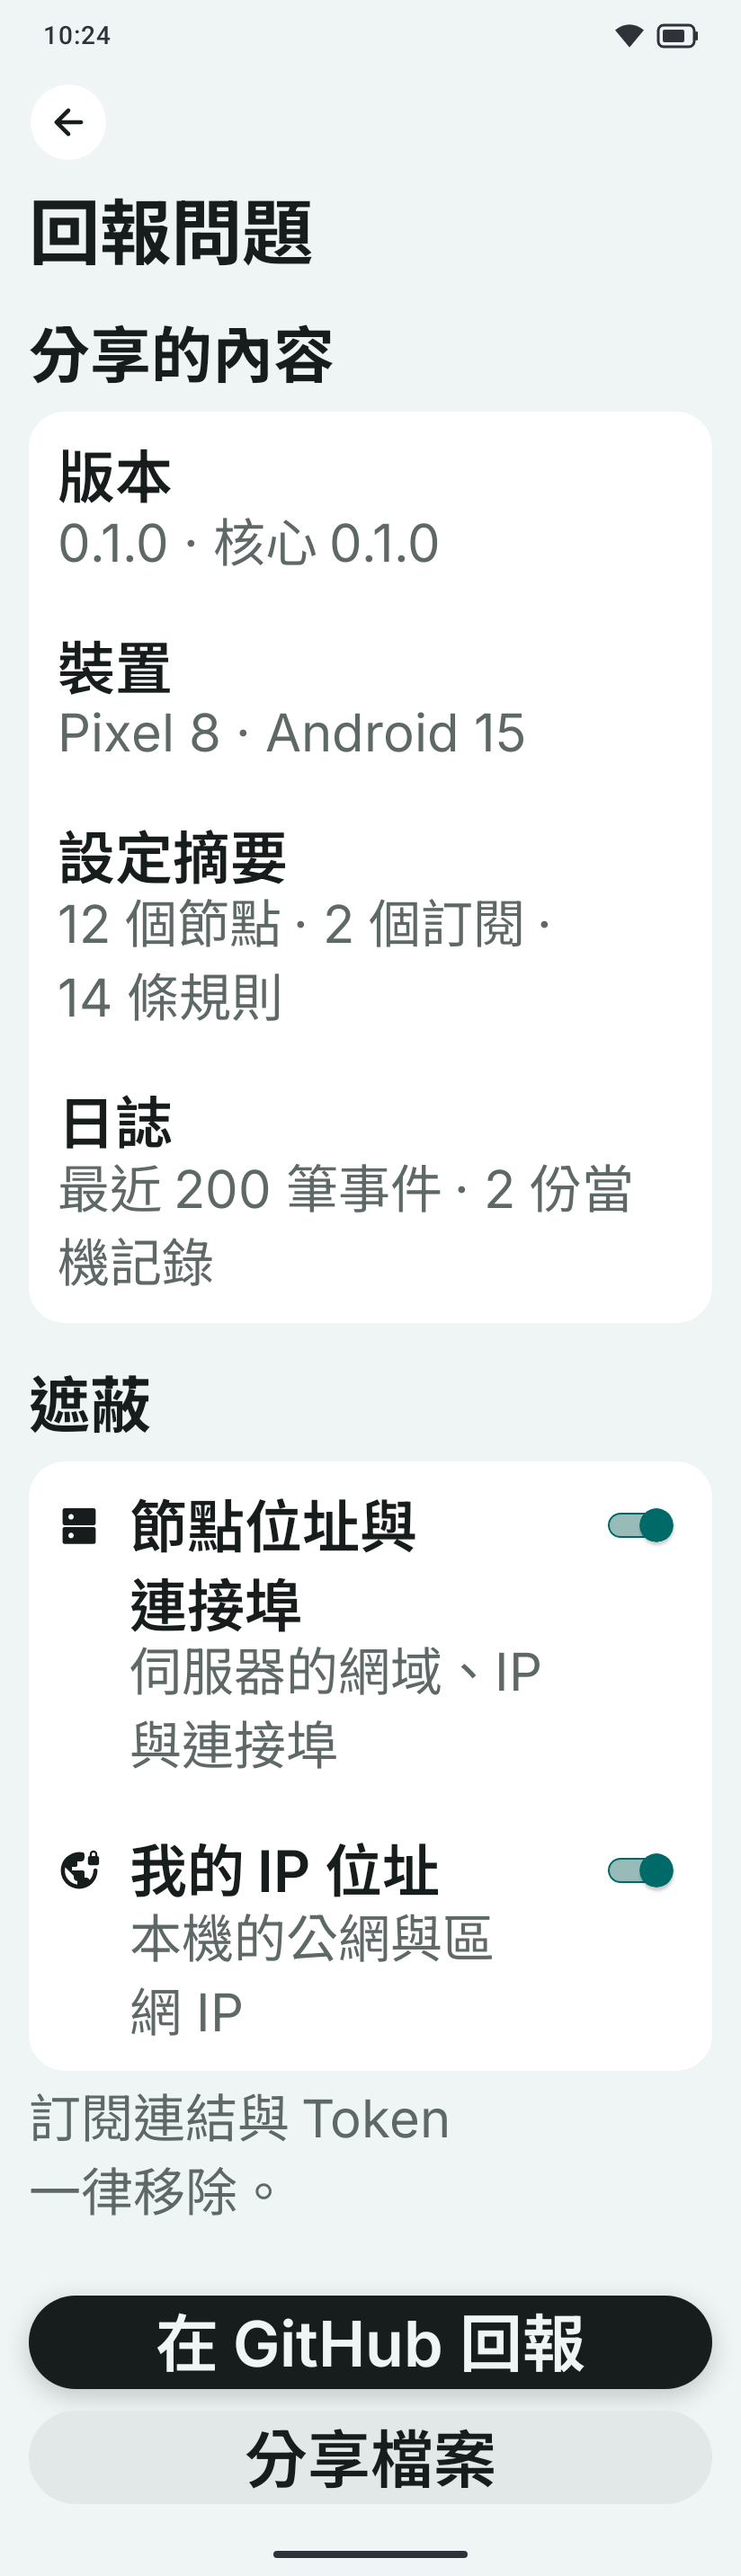 10:24
回報問題
分享的內容
版本
0.1.0 · 核心 0.1.0
裝置
Pixel 8 · Android 15
設定摘要
12 個節點 · 2 個訂閱 ·
14 條規則
日誌
最近 200 筆事件 · 2 份當
機記錄
遮蔽
節點位址與
連接埠
伺服器的網域、IP
與連接埠
我的 IP 位址
本機的公網與區
網 IP
訂閱連結與 Token
一律移除。
在 GitHub 回報
分享檔案